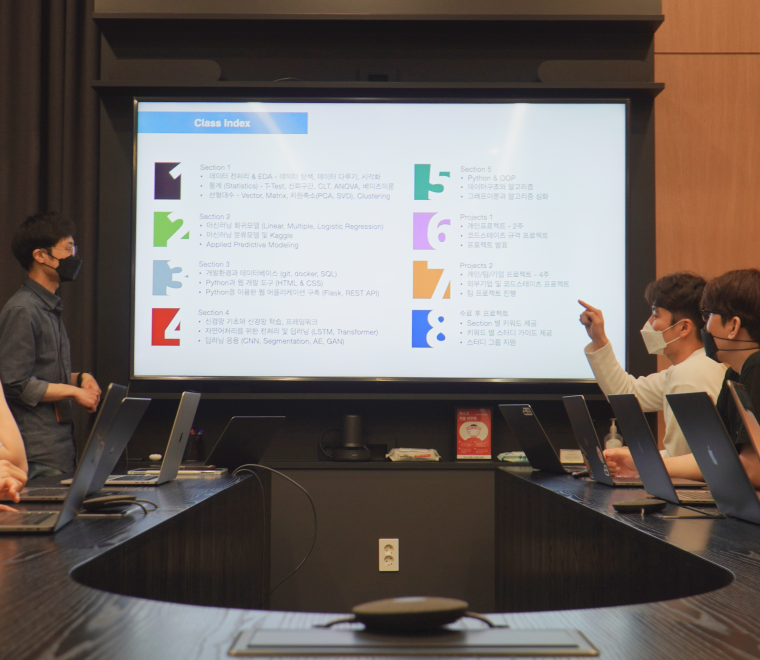 Class Index
1
Section 1
• 데이터 전처리 & EDA - 데이터 탐색, 데이터 다루기, 시각화
• 통계 (Statistics) - T-Test, 신뢰구간, CLT, ANOVA, 베이즈이론
• 선형대수 - Vector, Matrix, 차원축소(PCA, SVD), Clustering
2
Section 2
• 머신러닝 회귀모델 (Linear, Multiple, Logistic Regression)
• 머신러닝 분류모델 및 Kaggle
• Applied Predictive Modeling
3
Section 3
• 개발환경과 데이터베이스 (git, docker, SQL)
• Python과 웹 개발 도구 (HTML & CSS)
• Python을 이용한 웹 어플리케이션 구축 (Flask, REST API)
4
Section 4
• 신경망 기초와 신경망 학습, 프레임워크
• 자연어처리를 위한 전처리 및 딥러닝 (LSTM, Transformer)
• 딥러닝 응용 (CNN, Segmentation, AE, GAN)
5
Section 5
• Python & OOP
• 데이터구조와 알고리즘
• 그래프이론과 알고리즘 심화
6
Projects 1
• 개인프로젝트 - 2주
• 코드스테이츠 규격 프로젝트
• 프로젝트 발표
7
Projects 2
• 개인/팀/기업 프로젝트 - 4주
• 외부기업 및 코드스테이츠 프로젝트
• 팀 프로젝트 진행
8
수료 후 프로젝트
• Section 별 키워드 제공
• 키워드 별 스터디 가이드 제공
• 스터디 그룹 지원